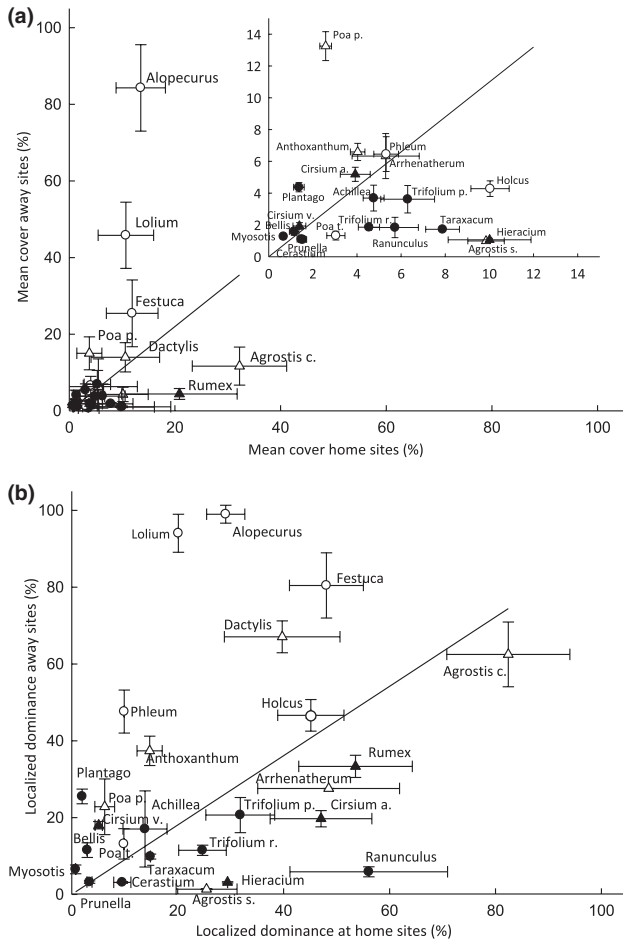 (a)
100
80
60
40
20
0
Mean cover away sites (%)
0 20 40 60 80 100
Mean cover home sites (%)
Alopecurus
Lolium
Festuca
Poa p.
Dactylis
Agrostis c.
Rumex
14
12
10
8
6
4
2
0
0 2 4 6 8 10 12 14
Poa p.
Anthoxanthum
Phleum
Cirsium a.
Arrhenatherum
Plantago
Achillea
Trifolium p.
Holcus
Cirsium v.
Bellis
Poa t.
Trifolium r.
Taraxacum
Myosotis
Ranunculus
Hieracium
Prunella
Agrostis s.
Cerastium
(b)
100
80
60
40
20
0
Localized dominance away sites (%)
0 20 40 60 80 100
Localized dominance at home sites (%)
Lolium
Alopecurus
Festuca
Dactylis
Agrostis c.
Phleum
Holcus
Anthoxanthum
Rumex
Plantago
Arrhenatherum
Poa p.
Achillea
Trifolium p.
Cirsium a.
Cirsium v.
Bellis
Poa t.
Trifolium r.
Myosotis
Taraxacum
Ranunculus
Cerastium
Hieracium
Prunella
Agrostis s.